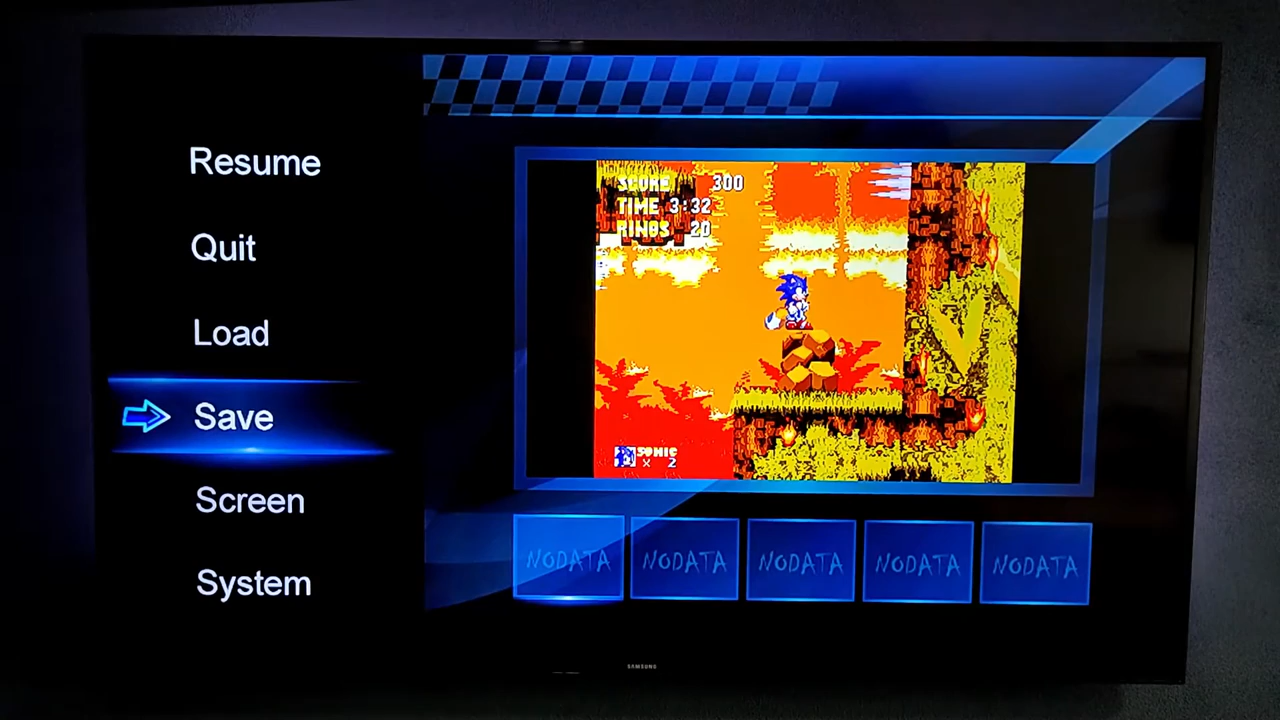 Resume
Quit
Load
Save
Screen
System
SCORE 300
TIME 3:32
RINGS 20
SONIC
× 2
NODATA NODATA NODATA NODATA NODATA
SAMSUNG